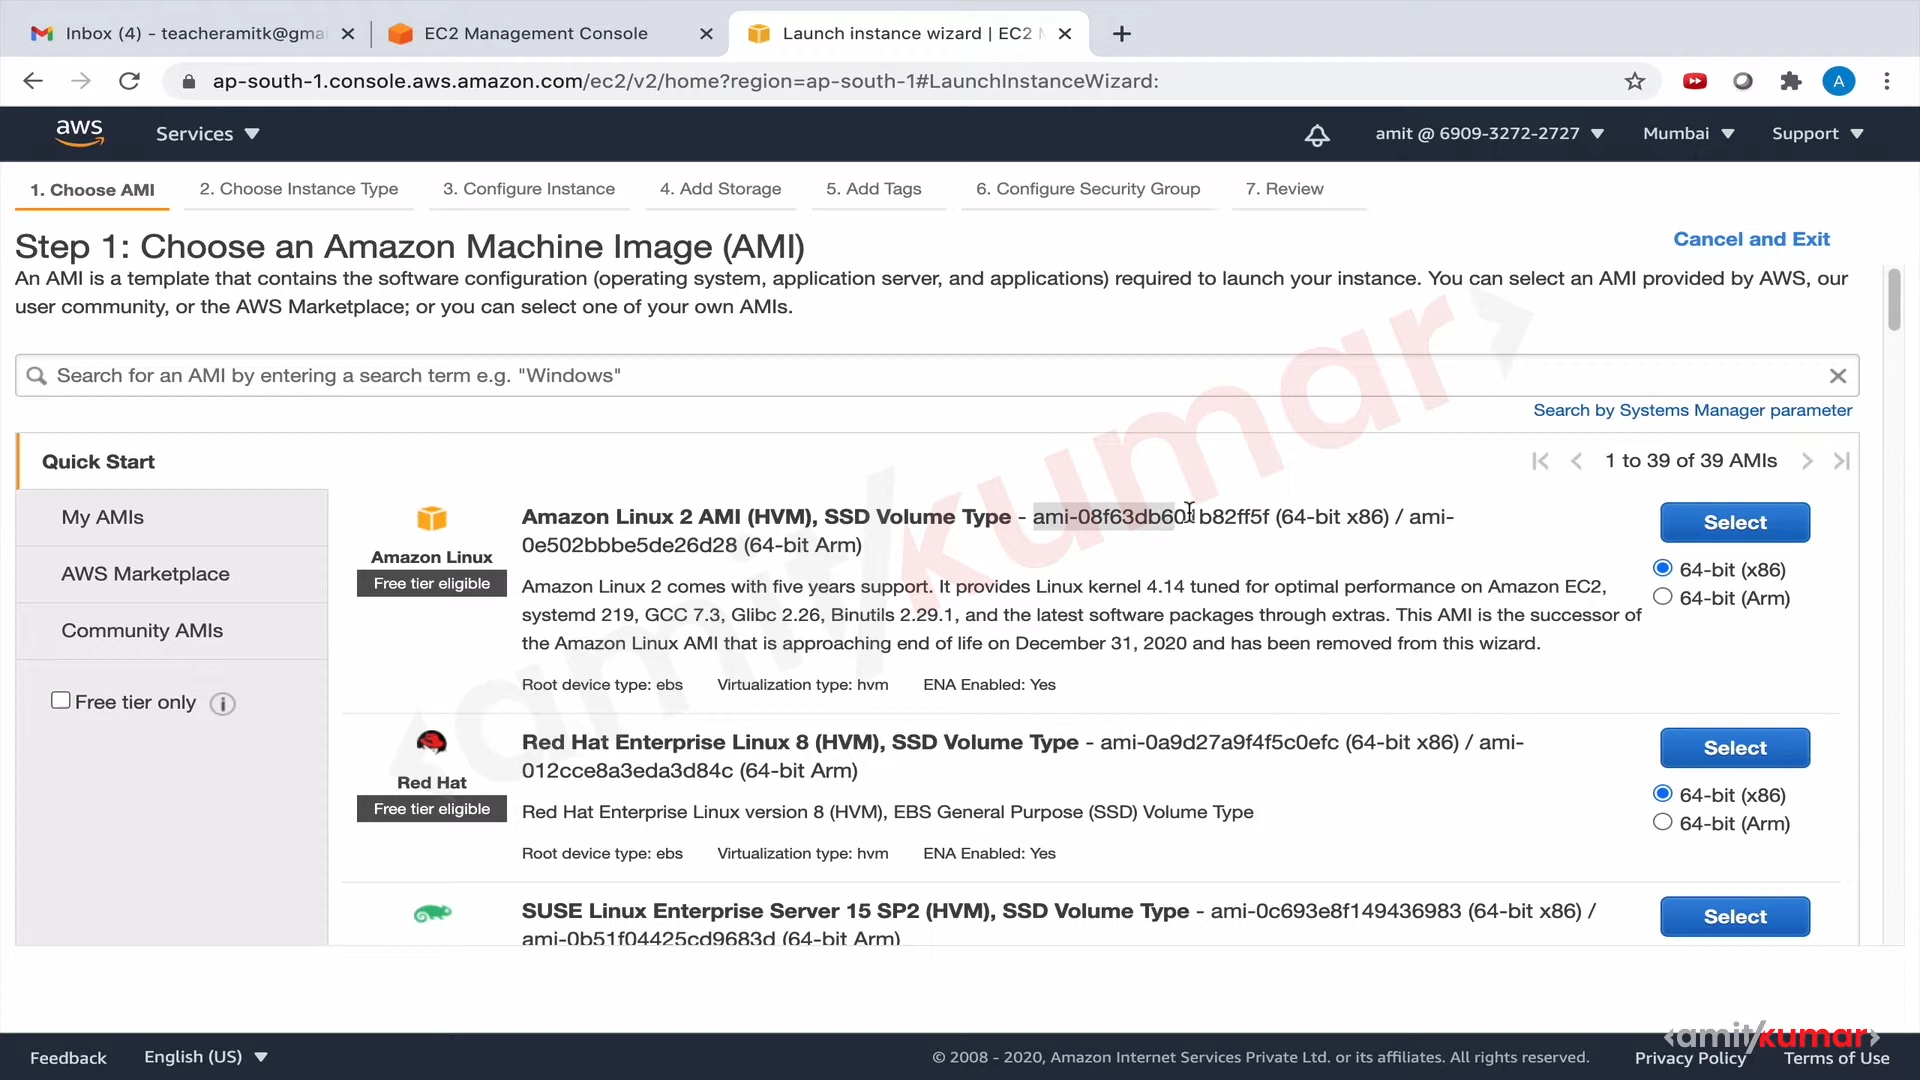 Inbox (4) - teacheramitk@gmai
EC2 Management Console
Launch instance wizard | EC2 M
ap-south-1.console.aws.amazon.com/ec2/v2/home?region=ap-south-1#LaunchInstanceWizard:
A
aws
Services
amit @ 6909-3272-2727
Mumbai
Support
1. Choose AMI
2. Choose Instance Type
3. Configure Instance
4. Add Storage
5. Add Tags
6. Configure Security Group
7. Review
Step 1: Choose an Amazon Machine Image (AMI)
Cancel and Exit
An AMI is a template that contains the software configuration (operating system, application server, and applications) required to launch your instance. You can select an AMI provided by AWS, our
user community, or the AWS Marketplace; or you can select one of your own AMIs.
Search for an AMI by entering a search term e.g. "Windows"
Search by Systems Manager parameter
Quick Start
My AMIs
AWS Marketplace
Community AMIs
Free tier only
1 to 39 of 39 AMIs
Amazon Linux
Free tier eligible
Amazon Linux 2 AMI (HVM), SSD Volume Type - ami-08f63db601b82ff5f (64-bit x86) / ami-
0e502bbbe5de26d28 (64-bit Arm)
Amazon Linux 2 comes with five years support. It provides Linux kernel 4.14 tuned for optimal performance on Amazon EC2,
systemd 219, GCC 7.3, Glibc 2.26, Binutils 2.29.1, and the latest software packages through extras. This AMI is the successor of
the Amazon Linux AMI that is approaching end of life on December 31, 2020 and has been removed from this wizard.
Root device type: ebs
Virtualization type: hvm
ENA Enabled: Yes
Select
64-bit (x86)
64-bit (Arm)
Red Hat
Free tier eligible
Red Hat Enterprise Linux 8 (HVM), SSD Volume Type - ami-0a9d27a9f4f5c0efc (64-bit x86) / ami-
012cce8a3eda3d84c (64-bit Arm)
Red Hat Enterprise Linux version 8 (HVM), EBS General Purpose (SSD) Volume Type
Root device type: ebs
Virtualization type: hvm
ENA Enabled: Yes
Select
64-bit (x86)
64-bit (Arm)
SUSE Linux Enterprise Server 15 SP2 (HVM), SSD Volume Type - ami-0c693e8f149436983 (64-bit x86) /
ami-0b51f04425cd9683d (64-bit Arm)
Select
<amit/kumar>
Feedback
English (US)
© 2008 - 2020, Amazon Internet Services Private Ltd. or its affiliates. All rights reserved.
Privacy Policy
Terms of Use
<amit/kumar>